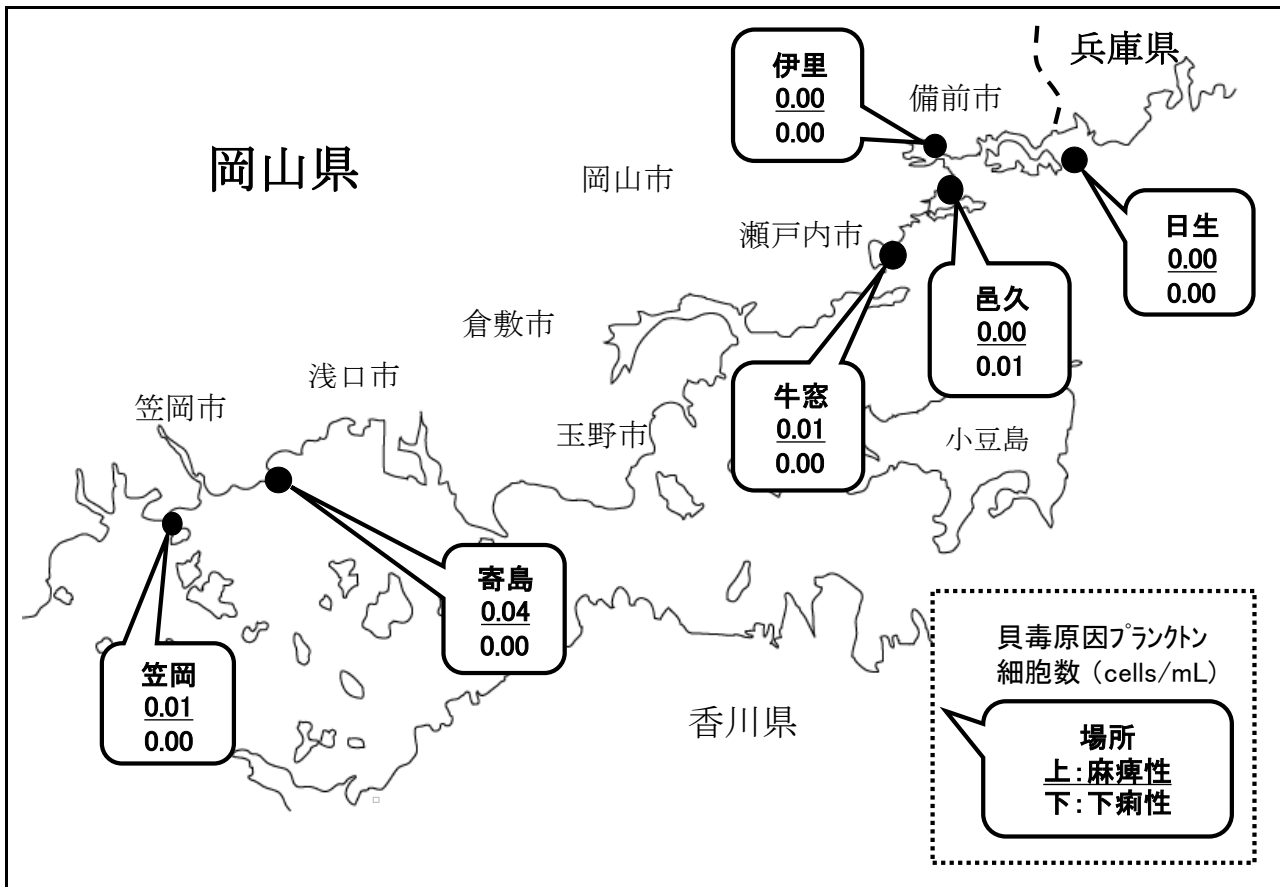 兵庫県
伊里
0.00
0.00
備前市
岡山県
岡山市
日生
0.00
0.00
瀬戸内市
邑久
0.00
0.01
倉敷市
牛窓
0.01
0.00
浅口市
笠岡市
玉野市
小豆島
寄島
0.04
0.00
笠岡
0.01
0.00
香川県
貝毒原因プランクトン
細胞数 (cells/mL)
場所
上:麻痺性
下:下痢性